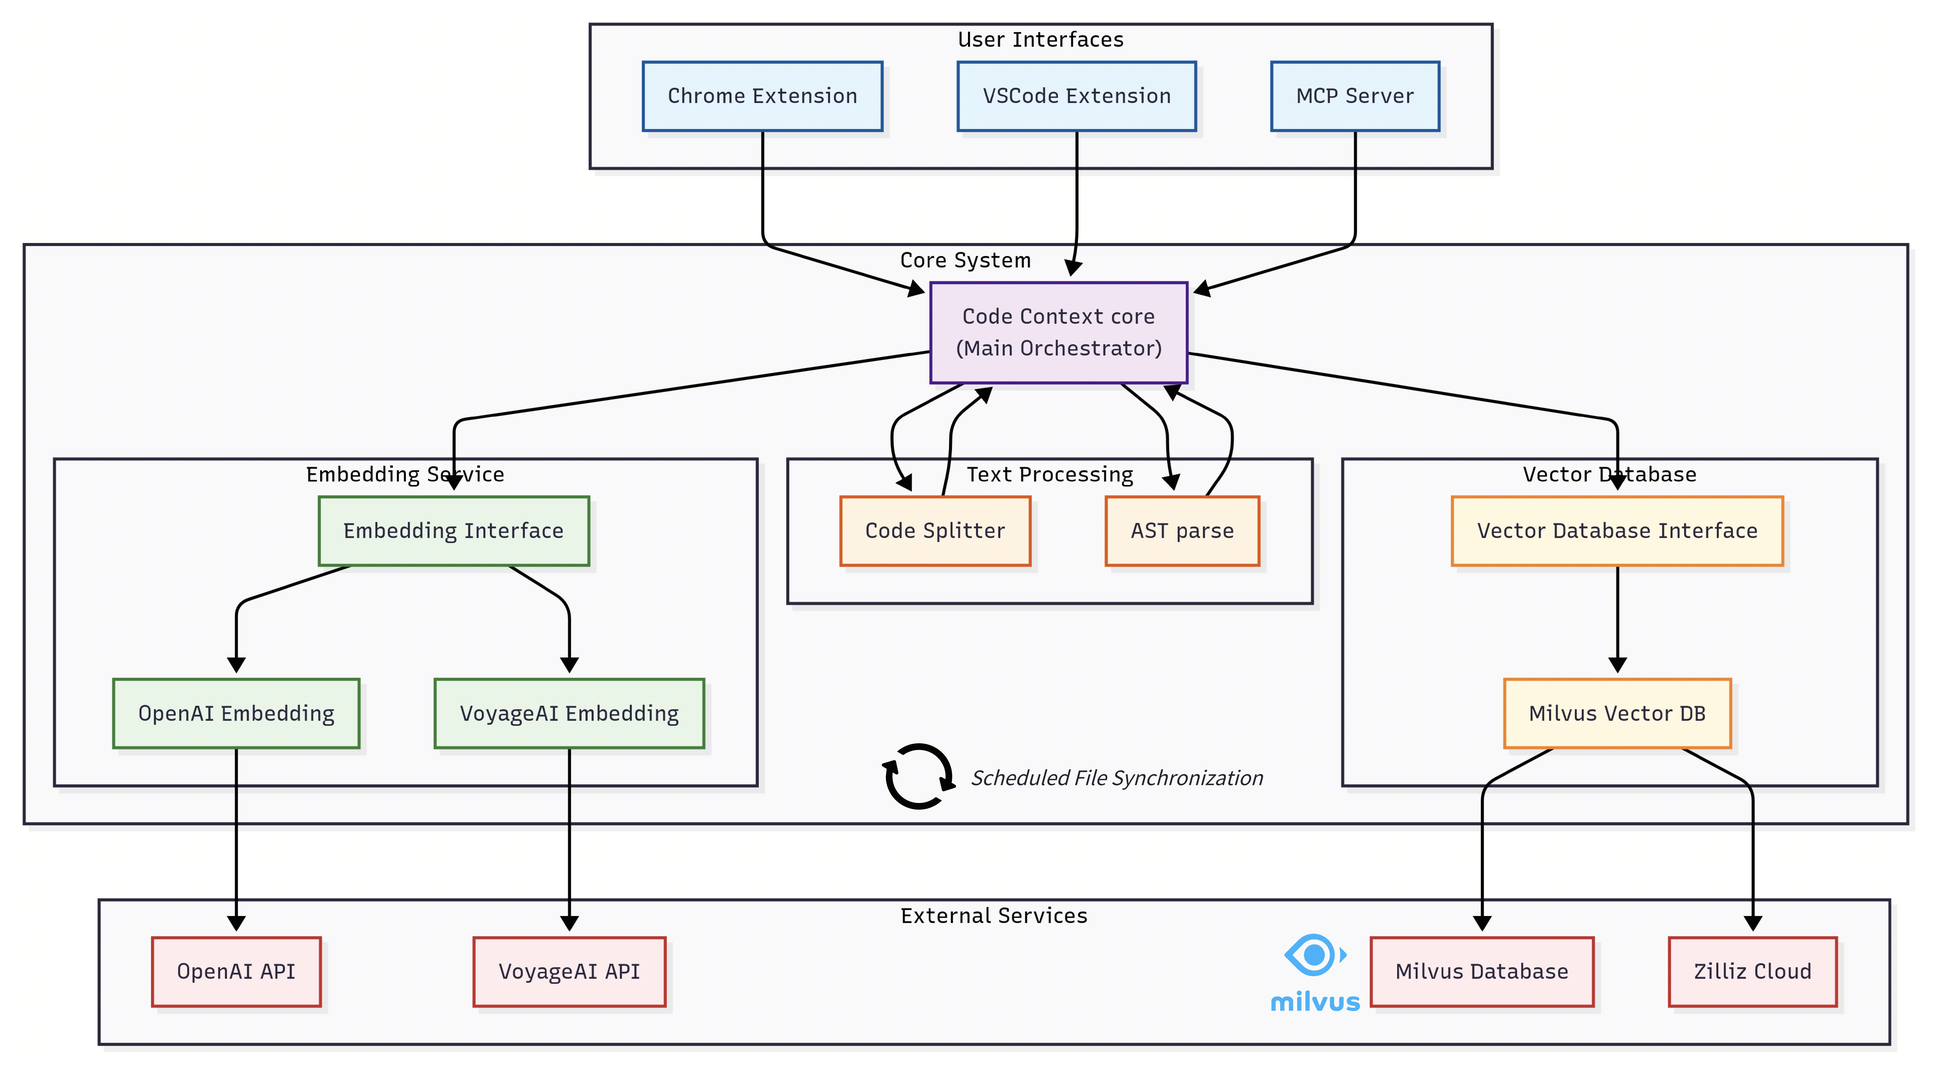 User Interfaces
Chrome Extension
VSCode Extension
MCP Server
Core System
Code Context core
(Main Orchestrator)
Embedding Service
Text Processing
Vector Database
Embedding Interface
Code Splitter
AST parse
Vector Database Interface
OpenAI Embedding
VoyageAI Embedding
Milvus Vector DB
Scheduled File Synchronization
External Services
OpenAI API
VoyageAI API
milvus
Milvus Database
Zilliz Cloud